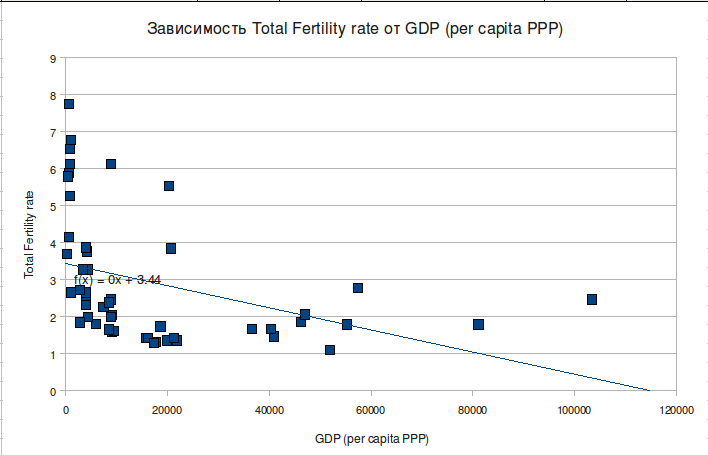 Зависимость Total Fertility rate от GDP (per capita PPP)
9
8
7
6
5
4
3
2
1
0
Total Fertility rate
f(x) = 0x + 3.44
0 20000 40000 60000 80000 100000 120000
GDP (per capita PPP)